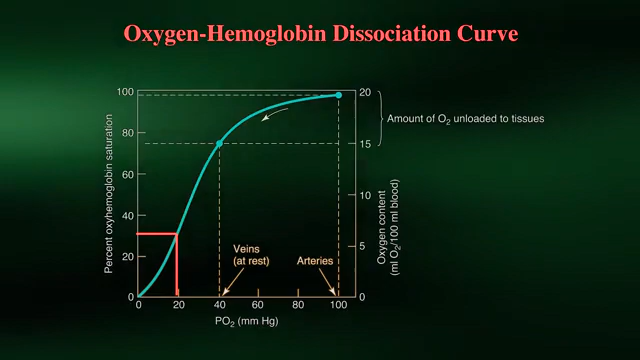 Oxygen-Hemoglobin Dissociation Curve
100
80
60
40
20
0
Percent oxyhemoglobin saturation
0
20
40
60
80
100
PO2 (mm Hg)
Veins
(at rest)
Arteries
20
15
10
5
0
Oxygen content
(ml O2/100 ml blood)
Amount of O2 unloaded to tissues